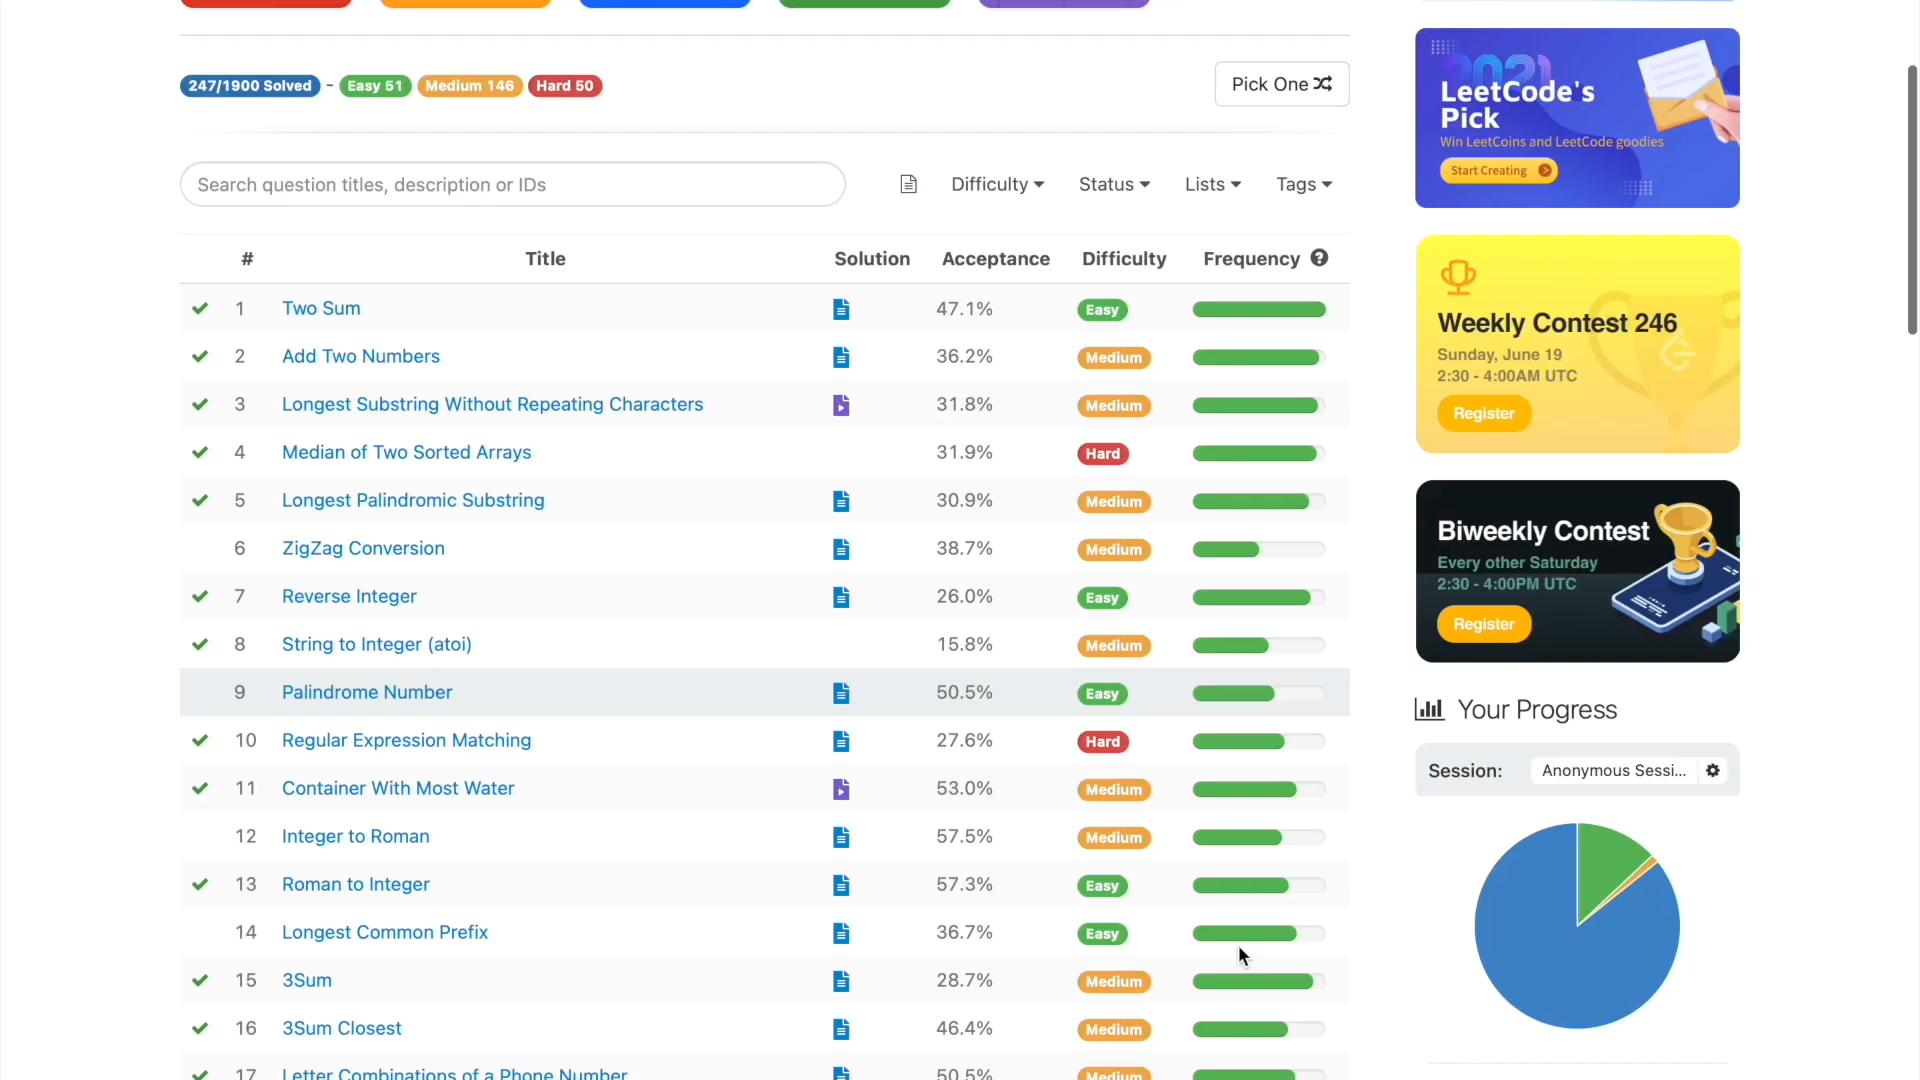 247/1900 Solved - Easy 51 Medium 146 Hard 50
Pick One
Search question titles, description or IDs
Difficulty Status Lists Tags
# Title Solution Acceptance Difficulty Frequency
1 Two Sum 47.1% Easy
2 Add Two Numbers 36.2% Medium
3 Longest Substring Without Repeating Characters 31.8% Medium
4 Median of Two Sorted Arrays 31.9% Hard
5 Longest Palindromic Substring 30.9% Medium
6 ZigZag Conversion 38.7% Medium
7 Reverse Integer 26.0% Easy
8 String to Integer (atoi) 15.8% Medium
9 Palindrome Number 50.5% Easy
10 Regular Expression Matching 27.6% Hard
11 Container With Most Water 53.0% Medium
12 Integer to Roman 57.5% Medium
13 Roman to Integer 57.3% Easy
14 Longest Common Prefix 36.7% Easy
15 3Sum 28.7% Medium
16 3Sum Closest 46.4% Medium
17 Letter Combinations of a Phone Number 50.5% Medium
2021
LeetCode's
Pick
Win LeetCoins and LeetCode goodies
Start Creating
Weekly Contest 246
Sunday, June 19
2:30 - 4:00AM UTC
Register
Biweekly Contest
Every other Saturday
2:30 - 4:00PM UTC
Register
Your Progress
Session: Anonymous Sessi...